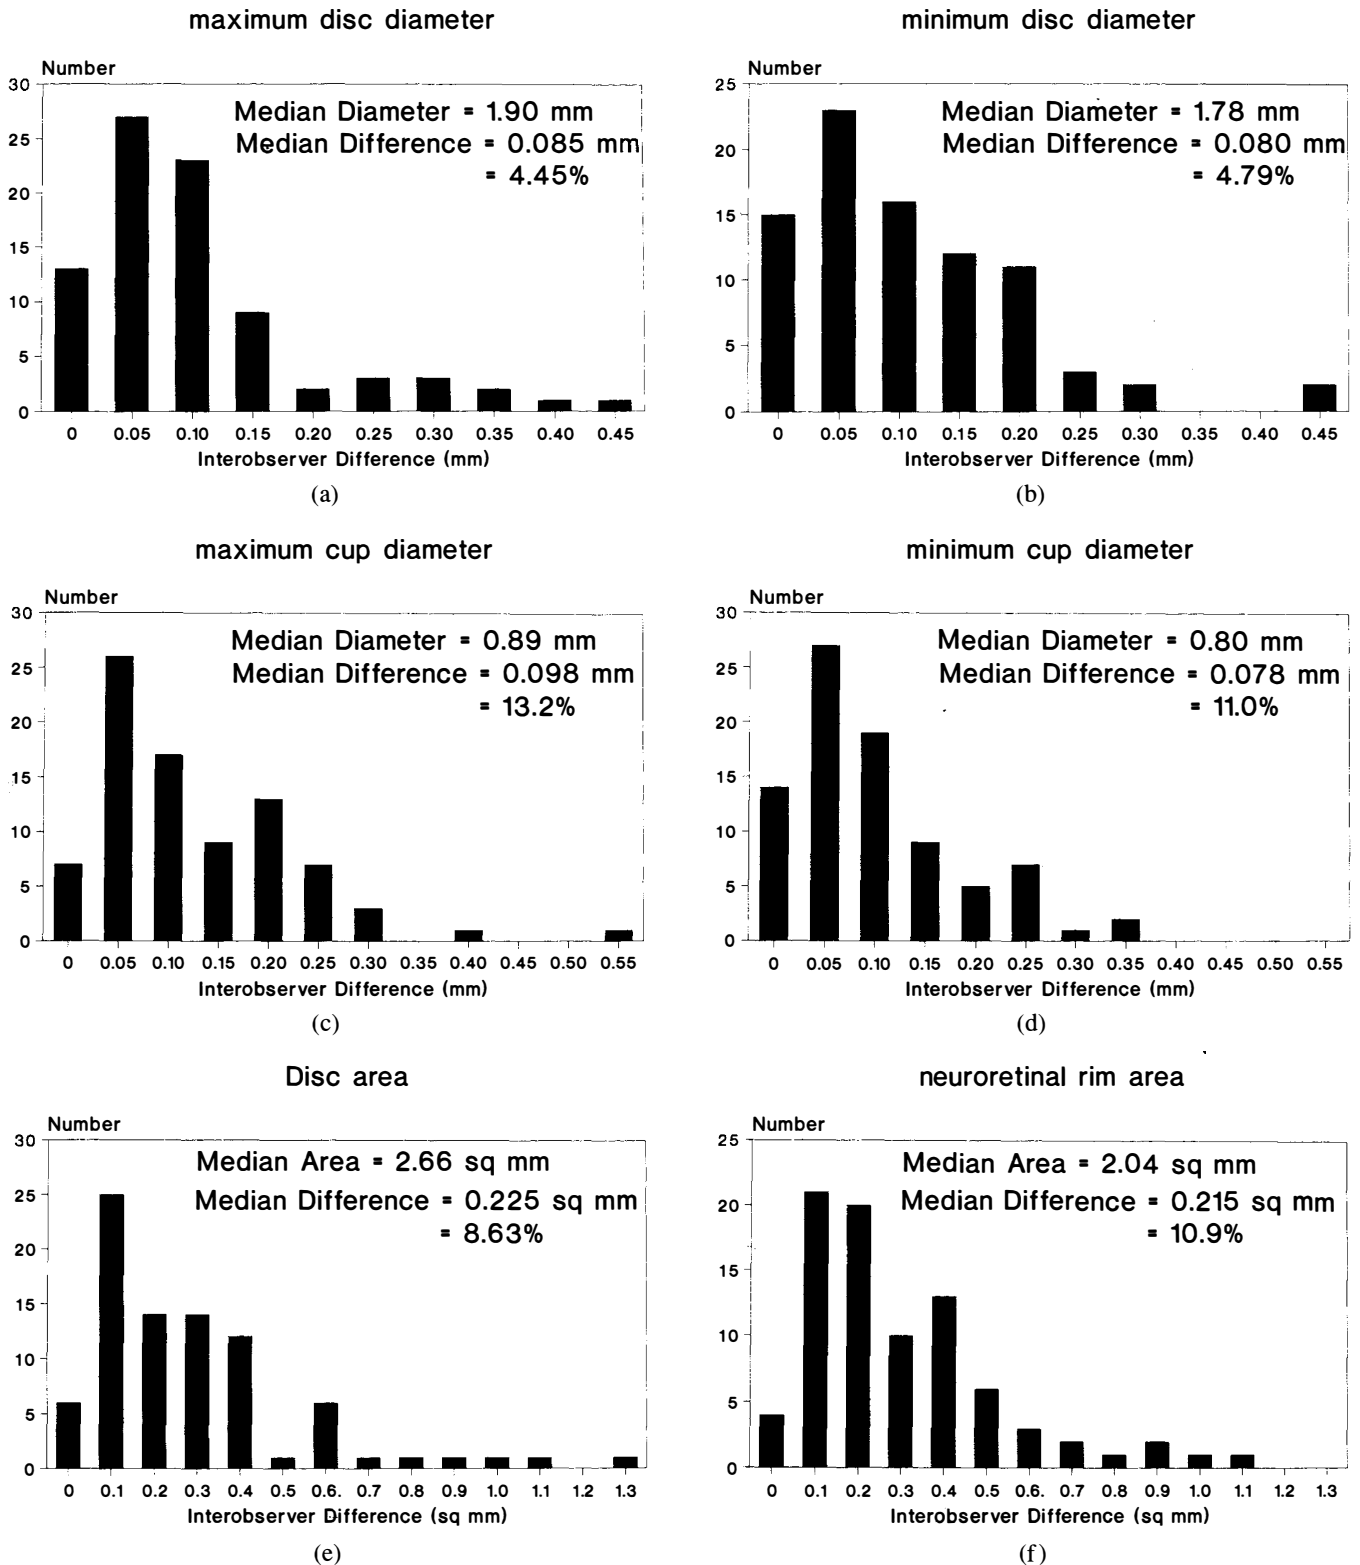 maximum disc diameter
Number
30
25
20
15
10
5
0
Median Diameter = 1.90 mm
Median Difference = 0.085 mm
= 4.45%
0 0.05 0.10 0.15 0.20 0.25 0.30 0.35 0.40 0.45
Interobserver Difference (mm)
(a)
minimum disc diameter
Number
25
20
15
10
5
0
Median Diameter = 1.78 mm
Median Difference = 0.080 mm
= 4.79%
0 0.05 0.10 0.15 0.20 0.25 0.30 0.35 0.40 0.45
Interobserver Difference (mm)
(b)
maximum cup diameter
Number
30
25
20
15
10
5
0
Median Diameter = 0.89 mm
Median Difference = 0.098 mm
= 13.2%
0 0.05 0.10 0.15 0.20 0.25 0.30 0.35 0.40 0.45 0.50 0.55
Interobserver Difference (mm)
(c)
minimum cup diameter
Number
30
25
20
15
10
5
0
Median Diameter = 0.80 mm
Median Difference = 0.078 mm
= 11.0%
0 0.05 0.10 0.15 0.20 0.25 0.30 0.35 0.40 0.45 0.50 0.55
Interobserver Difference (mm)
(d)
Disc area
Number
30
25
20
15
10
5
0
Median Area = 2.66 sq mm
Median Difference = 0.225 sq mm
= 8.63%
0 0.1 0.2 0.3 0.4 0.5 0.6. 0.7 0.8 0.9 1.0 1.1 1.2 1.3
Interobserver Difference (sq mm)
(e)
neuroretinal rim area
Number
25
20
15
10
5
0
Median Area = 2.04 sq mm
Median Difference = 0.215 sq mm
= 10.9%
0 0.1 0.2 0.3 0.4 0.5 0.6 0.7 0.8 0.9 1.0 1.1 1.2 1.3
Interobserver Difference (sq mm)
(f)